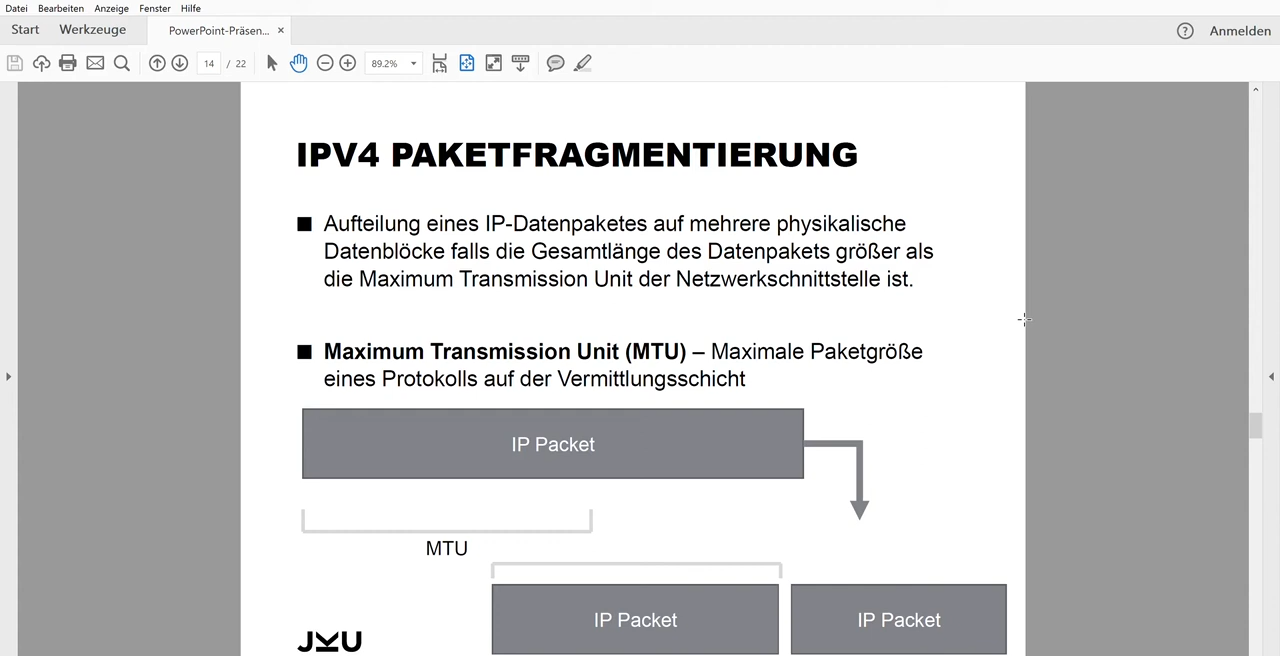 Datei Bearbeiten Anzeige Fenster Hilfe
Start Werkzeuge PowerPoint-Präsen... × ? Anmelden
14 / 22 89.2%
IPV4 PAKETFRAGMENTIERUNG
■ Aufteilung eines IP-Datenpaketes auf mehrere physikalische
Datenblöcke falls die Gesamtlänge des Datenpakets größer als
die Maximum Transmission Unit der Netzwerkschnittstelle ist.
■ Maximum Transmission Unit (MTU) – Maximale Paketgröße
eines Protokolls auf der Vermittlungsschicht
IP Packet
MTU
IP Packet IP Packet
JKU